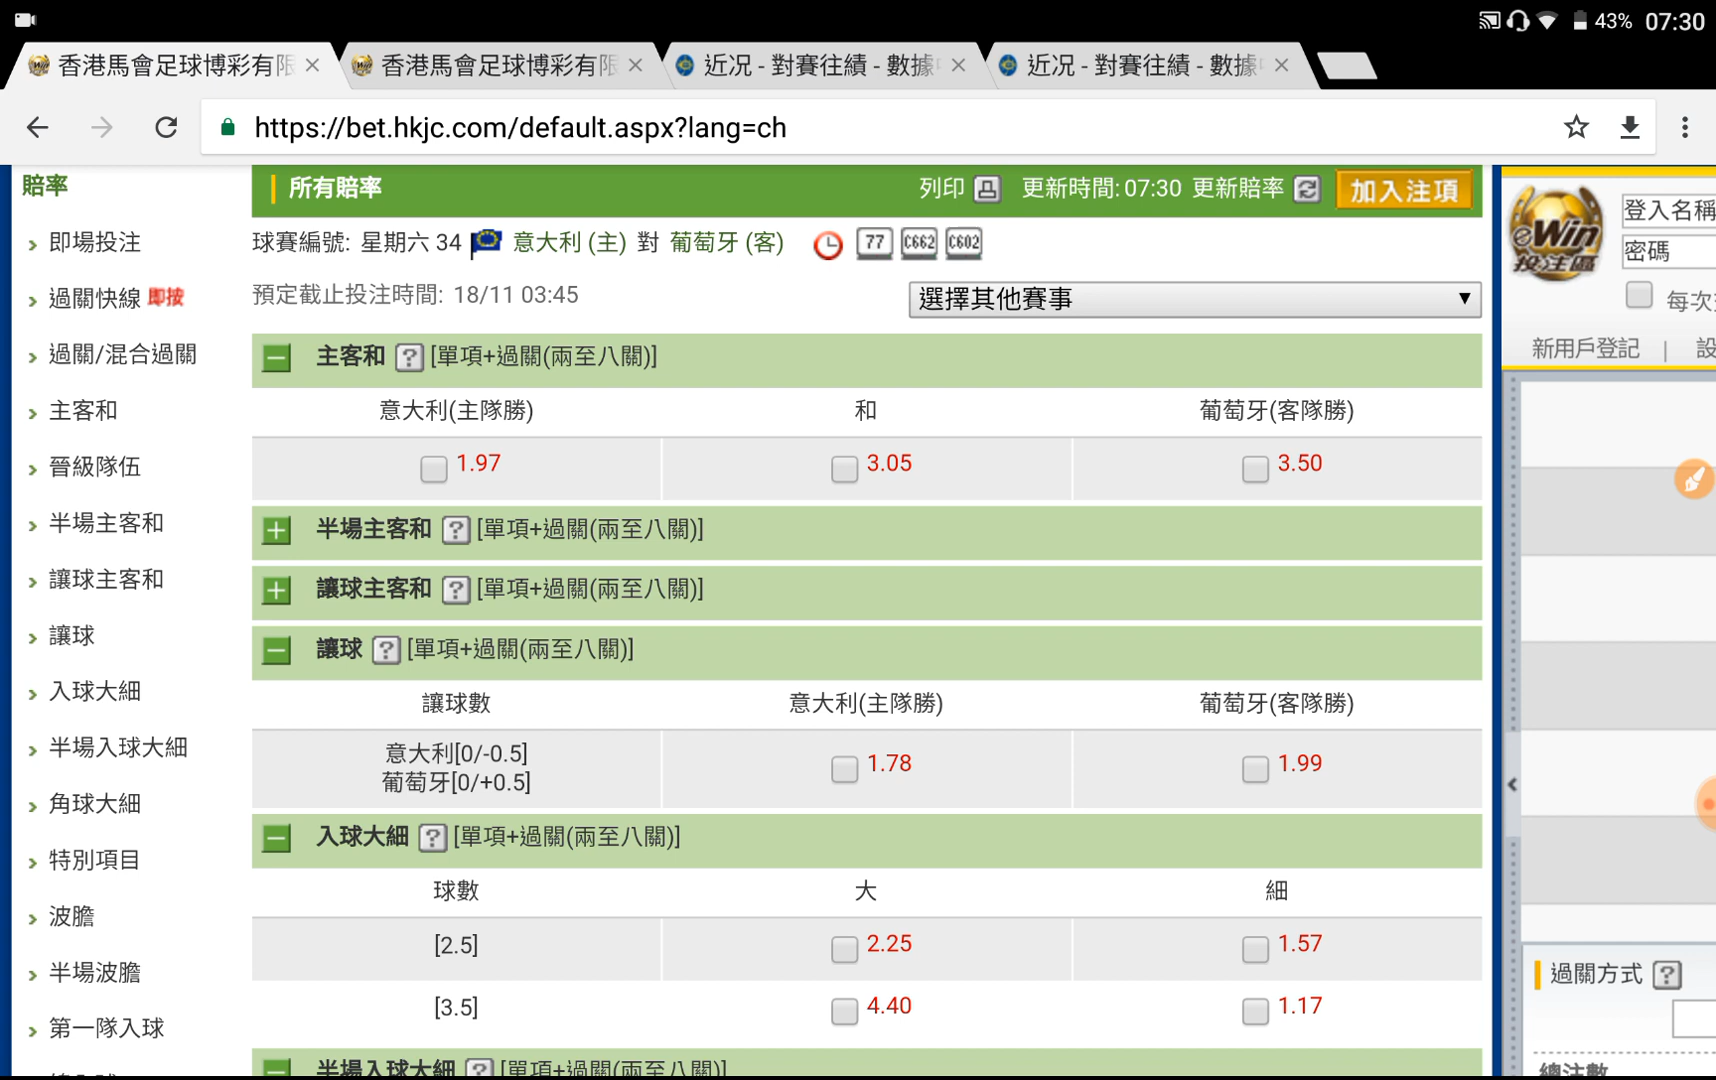 43% 07:30
香港馬會足球博彩有限 香港馬會足球博彩有限 近況 - 對賽往績 - 數據 近況 - 對賽往績 - 數據
https://bet.hkjc.com/default.aspx?lang=ch
賠率
即場投注
過關快線 即按
過關/混合過關
主客和
晉級隊伍
半場主客和
讓球主客和
讓球
入球大細
半場入球大細
角球大細
特別項目
波膽
半場波膽
第一隊入球
所有賠率 列印 更新時間: 07:30 更新賠率 加入注項
球賽編號: 星期六 34 意大利 (主) 對 葡萄牙 (客) 77 C662 C602
預定截止投注時間: 18/11 03:45 選擇其他賽事
主客和 ? [單項+過關(兩至八關)]
意大利(主隊勝) 和 葡萄牙(客隊勝)
1.97 3.05 3.50
半場主客和 ? [單項+過關(兩至八關)]
讓球主客和 ? [單項+過關(兩至八關)]
讓球 ? [單項+過關(兩至八關)]
讓球數 意大利(主隊勝) 葡萄牙(客隊勝)
意大利[0/-0.5]
葡萄牙[0/+0.5] 1.78 1.99
入球大細 ? [單項+過關(兩至八關)]
球數 大 細
[2.5] 2.25 1.57
[3.5] 4.40 1.17
半場入球大細 ? [單項+過關(兩至八關)]
eWin
投注區
登入名稱
密碼
每次
新用戶登記 | 設
過關方式 ?
總注數